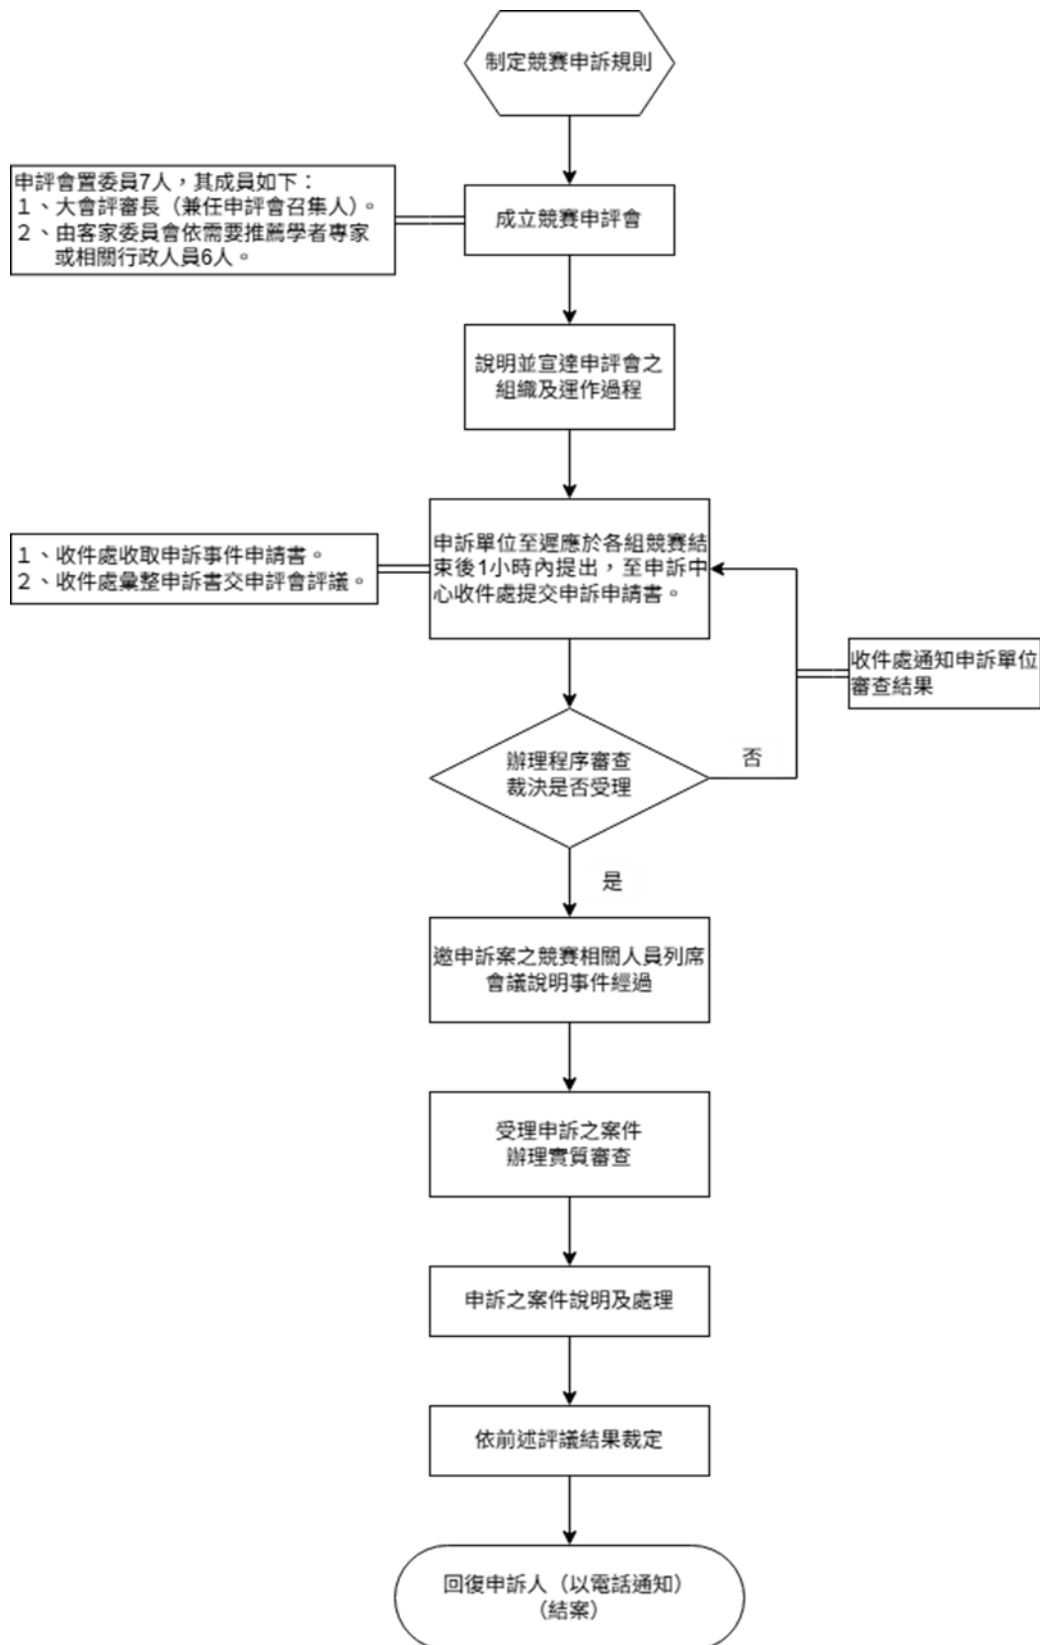 制定競賽申訴規則
申評會置委員7人，其成員如下：
１、大會評審長（兼任申評會召集人）。
２、由客家委員會依需要推薦學者專家
或相關行政人員6人。
成立競賽申評會
說明並宣達申評會之
組織及運作過程
１、收件處收取申訴事件申請書。
２、收件處彙整申訴書交申評會評議。
申訴單位至遲應於各組競賽結
束後1小時內提出，至申訴中
心收件處提交申訴申請書。
收件處通知申訴單位
審查結果
辦理程序審查
裁決是否受理
否
是
邀申訴案之競賽相關人員列席
會議說明事件經過
受理申訴之案件
辦理實質審查
申訴之案件說明及處理
依前述評議結果裁定
回復申訴人（以電話通知）
（結案）